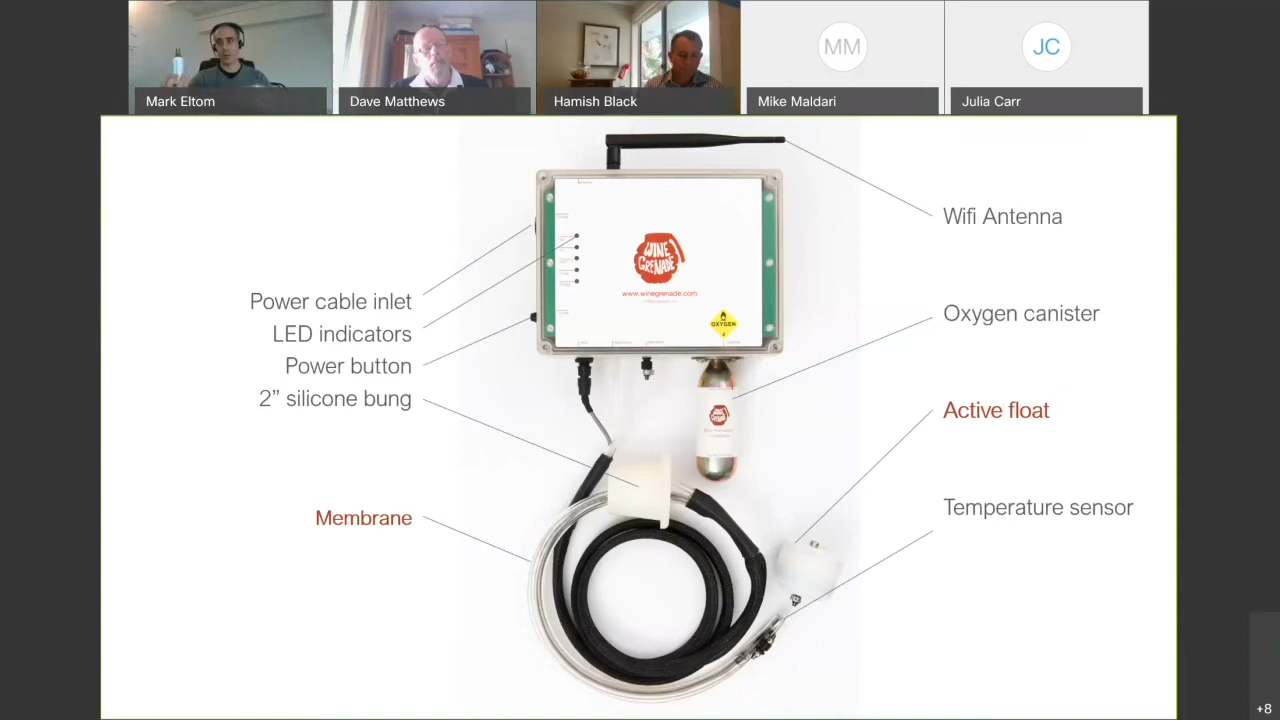 Mark Eltom
Dave Matthews
Hamish Black
MM
Mike Maldari
JC
Julia Carr
Wifi Antenna
Power cable inlet
LED indicators
Power button
2” silicone bung
Membrane
WINE
GRENADE
www.winegrenade.com
OXYGEN
2
Oxygen canister
Active float
Temperature sensor
+8